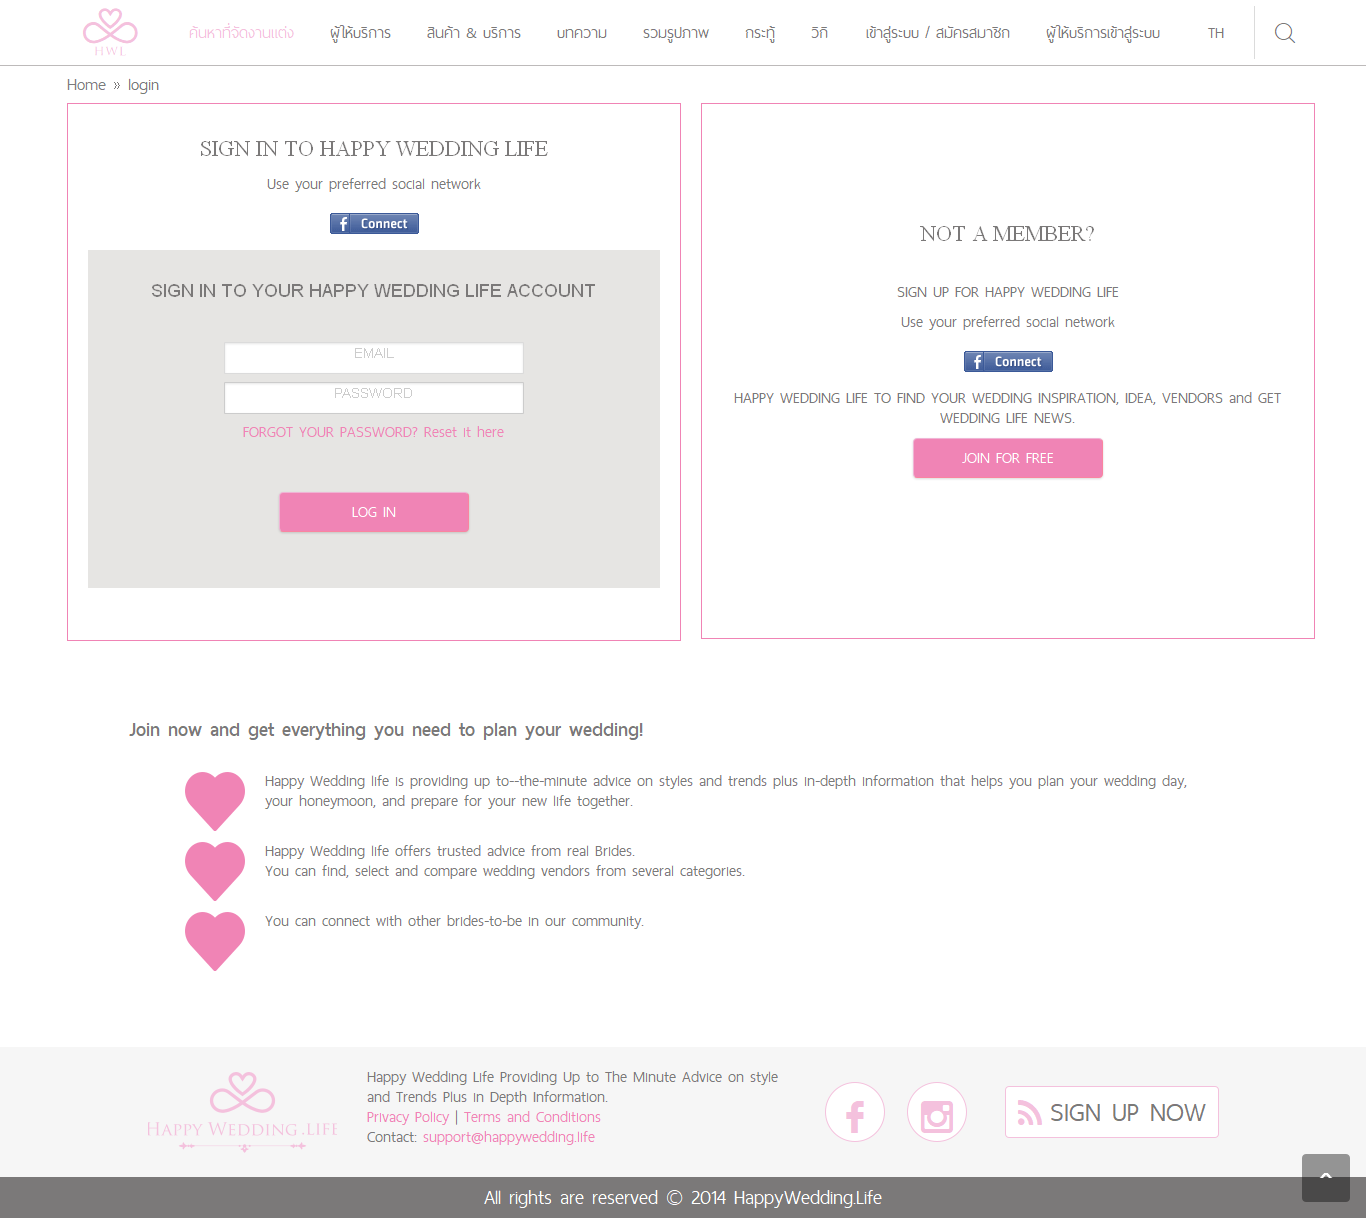 HWL
ค้นหาที่จัดงานแต่ง ผู้ให้บริการ สินค้า & บริการ บทความ รวมรูปภาพ กระทู้ วิกิ เข้าสู่ระบบ / สมัครสมาชิก ผู้ให้บริการเข้าสู่ระบบ TH
Home » login
SIGN IN TO HAPPY WEDDING LIFE
Use your preferred social network
f Connect
SIGN IN TO YOUR HAPPY WEDDING LIFE ACCOUNT
EMAIL
PASSWORD
FORGOT YOUR PASSWORD? Reset it here
LOG IN
NOT A MEMBER?
SIGN UP FOR HAPPY WEDDING LIFE
Use your preferred social network
f Connect
HAPPY WEDDING LIFE TO FIND YOUR WEDDING INSPIRATION, IDEA, VENDORS and GET
WEDDING LIFE NEWS.
JOIN FOR FREE
Join now and get everything you need to plan your wedding!
Happy Wedding life is providing up to--the-minute advice on styles and trends plus in-depth information that helps you plan your wedding day,
your honeymoon, and prepare for your new life together.
Happy Wedding life offers trusted advice from real Brides.
You can find, select and compare wedding vendors from several categories.
You can connect with other brides-to-be in our community.
HAPPY WEDDING.LIFE
Happy Wedding Life Providing Up to The Minute Advice on style
and Trends Plus in Depth Information.
Privacy Policy | Terms and Conditions
Contact: support@happywedding.life
f
SIGN UP NOW
All rights are reserved © 2014 HappyWedding.Life